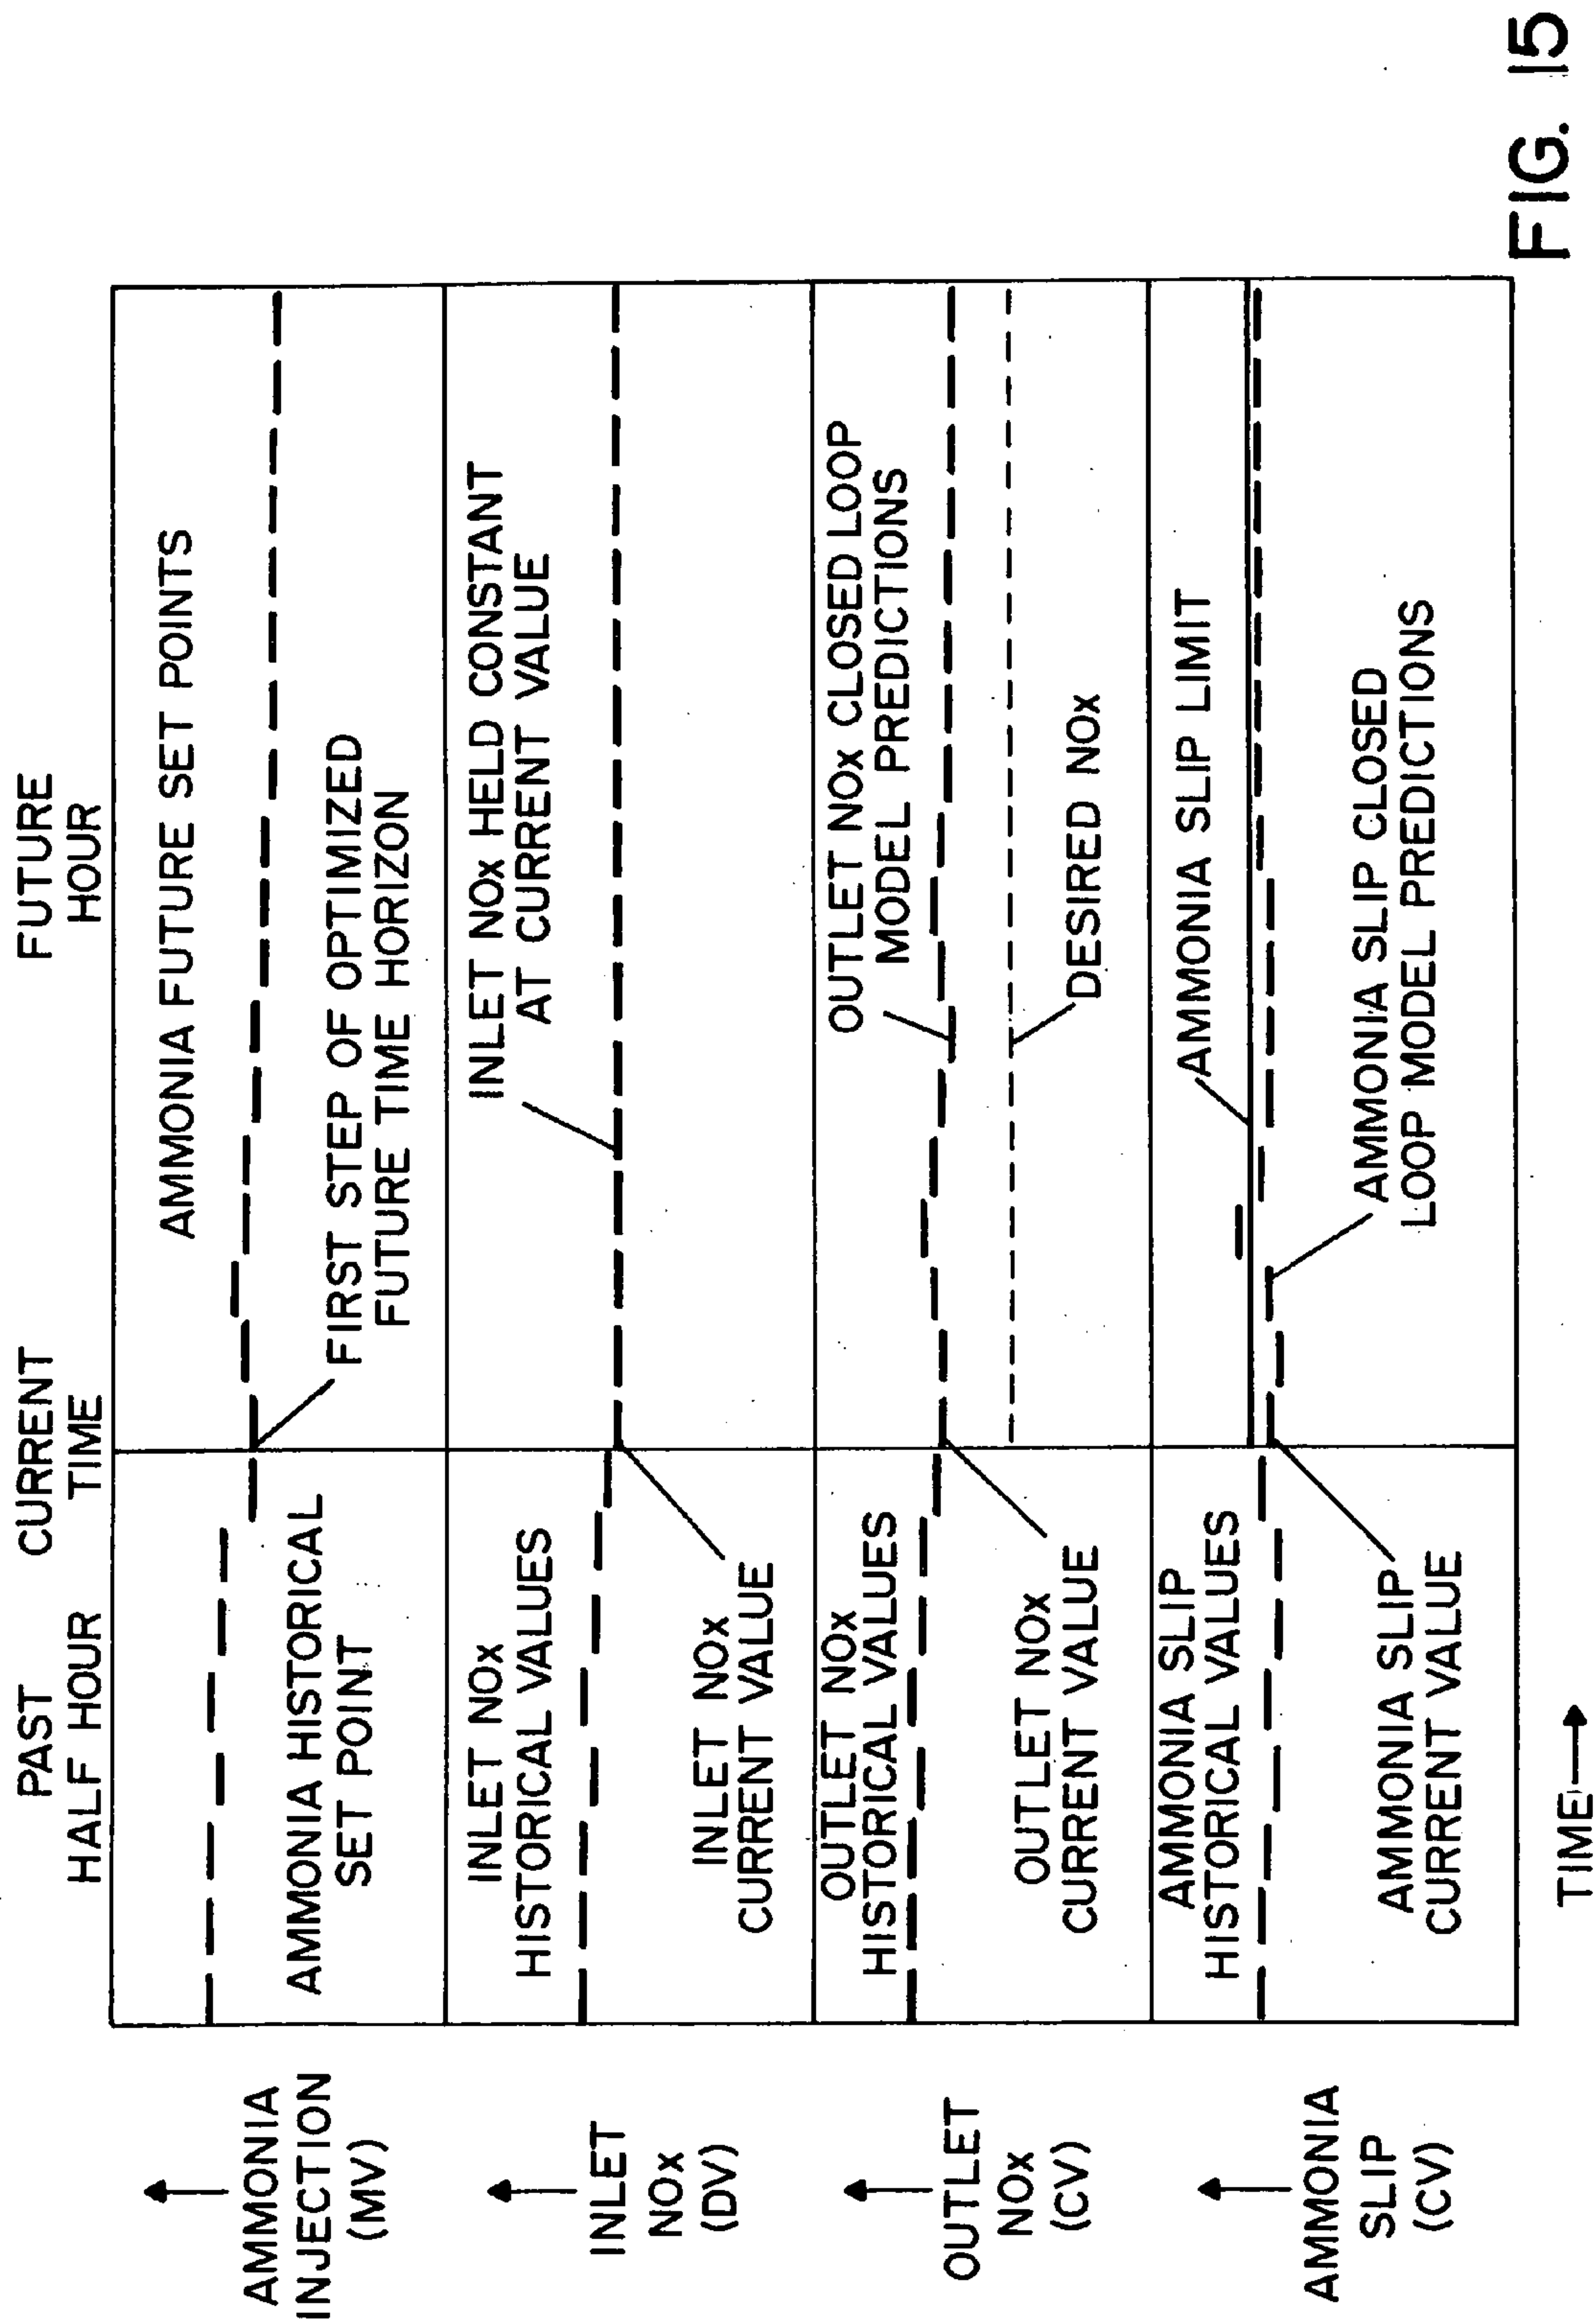 PAST
HALF HOUR
CURRENT
TIME
FUTURE
HOUR
AMMONIA
INJECTION
(MV)
AMMONIA HISTORICAL
SET POINT
AMMONIA FUTURE SET POINTS
FIRST STEP OF OPTIMIZED
FUTURE TIME HORIZON
INLET
NOx
(DV)
INLET NOx
HISTORICAL VALUES
INLET NOx
CURRENT VALUE
INLET NOx HELD CONSTANT
AT CURRENT VALUE
OUTLET
NOx
(CV)
OUTLET NOx
HISTORICAL VALUES
OUTLET NOx
CURRENT VALUE
OUTLET NOx CLOSED LOOP
MODEL PREDICTIONS
DESIRED NOx
AMMONIA
SLIP
(CV)
AMMONIA SLIP
HISTORICAL VALUES
AMMONIA SLIP
CURRENT VALUE
AMMONIA SLIP LIMIT
AMMONIA SLIP CLOSED
LOOP MODEL PREDICTIONS
TIME
FIG. 15